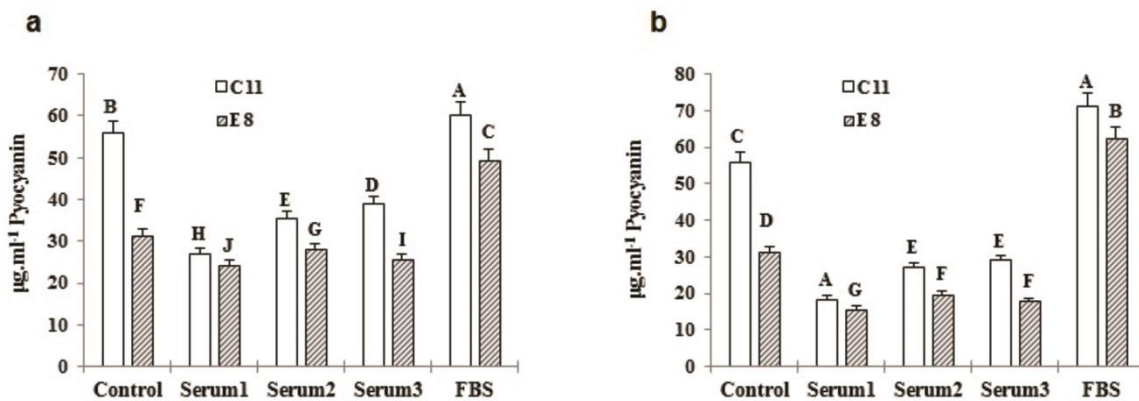 a
µg.ml-1 Pyocyanin
70
60
50
40
30
20
10
0
C11
E8
B
F
H
J
E
G
D
I
A
C
Control Serum1 Serum2 Serum3 FBS
b
µg.ml-1 Pyocyanin
80
70
60
50
40
30
20
10
0
C11
E8
C
D
A
G
E
F
E
F
A
B
Control Serum1 Serum2 Serum3 FBS